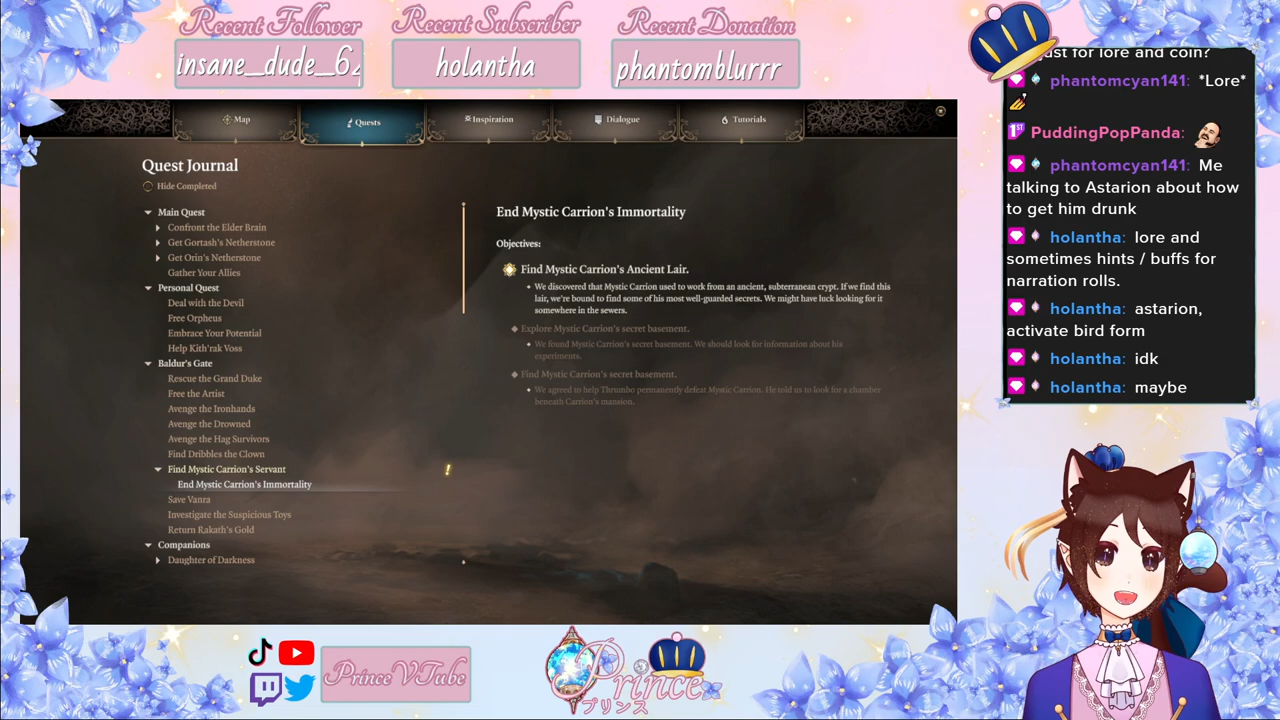 Recent Follower
insane_dude_62
Recent Subscriber
holantha
Recent Donation
phantomblurrr
Map
Quests
Inspiration
Dialogue
Tutorials
Quest Journal
Hide Completed
Main Quest
Confront the Elder Brain
Get Gortash's Netherstone
Get Orin's Netherstone
Gather Your Allies
Personal Quest
Deal with the Devil
Free Orpheus
Embrace Your Potential
Help Kith'rak Voss
Baldur's Gate
Rescue the Grand Duke
Free the Artist
Avenge the Ironhands
Avenge the Drowned
Avenge the Hag Survivors
Find Dribbles the Clown
Find Mystic Carrion's Servant
End Mystic Carrion's Immortality
Save Vanra
Investigate the Suspicious Toys
Return Rakath's Gold
Companions
Daughter of Darkness
End Mystic Carrion's Immortality
Objectives:
Find Mystic Carrion's Ancient Lair.
We discovered that Mystic Carrion used to work from an ancient, subterranean crypt. If we find this
lair, we're bound to find some of his most well-guarded secrets. We might have luck looking for it
somewhere in the sewers.
Explore Mystic Carrion's secret basement.
We found Mystic Carrion's secret basement. We should look for information about his
experiments.
Find Mystic Carrion's secret basement.
We agreed to help Thrumbo permanently defeat Mystic Carrion. He told us to look for a chamber
beneath Carrion's mansion.
just for lore and coin?
phantomcyan141: *Lore*
1ST PuddingPopPanda:
phantomcyan141: Me
talking to Astarion about how
to get him drunk
holantha: lore and
sometimes hints / buffs for
narration rolls.
holantha: astarion,
activate bird form
holantha: idk
holantha: maybe
Prince VTube
Prince
プリンス